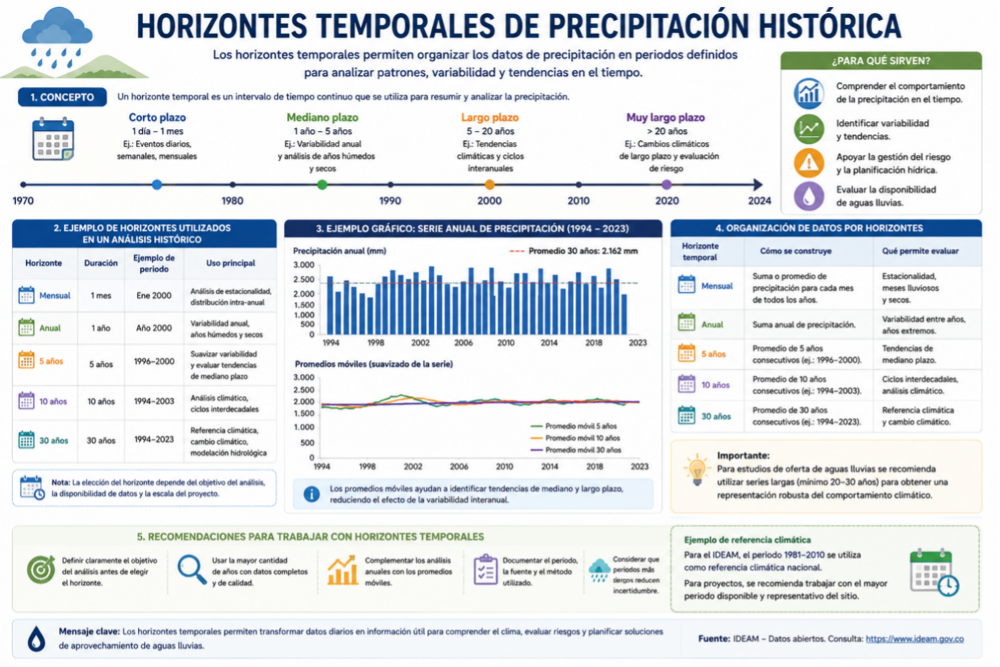 HORIZONTES TEMPORALES DE PRECIPITACIÓN HISTÓRICA
Los horizontes temporales permiten organizar los datos de precipitación en periodos definidos
para analizar patrones, variabilidad y tendencias en el tiempo.
¿PARA QUÉ SIRVEN?
Comprender el comportamiento
de la precipitación en el tiempo.
Identificar variabilidad
y tendencias.
Apoyar la gestión del riesgo
y la planificación hídrica.
Evaluar la disponibilidad
de aguas lluvias.
1. CONCEPTO
Un horizonte temporal es un intervalo de tiempo continuo que se utiliza para resumir y analizar la precipitación.
Corto plazo
1 día – 1 mes
Ej.: Eventos diarios,
semanales, mensuales
Mediano plazo
1 año – 5 años
Ej.: Variabilidad anual
y análisis de años húmedos
y secos
Largo plazo
5 – 20 años
Ej.: Tendencias
climáticas y ciclos
interanuales
Muy largo plazo
> 20 años
Ej.: Cambios climáticos
de largo plazo y evaluación
de riesgo
1970 1980 1990 2000 2010 2020 2024
2. EJEMPLO DE HORIZONTES UTILIZADOS
EN UN ANÁLISIS HISTÓRICO
Horizonte
Duración
Ejemplo de
periodo
Uso principal
Mensual
1 mes
Ene 2000
Análisis de estacionalidad,
distribución intra-anual
Anual
1 año
Año 2000
Variabilidad anual,
años húmedos y secos
5 años
5 años
1996–2000
Suavizar variabilidad
y evaluar tendencias
de mediano plazo
10 años
10 años
1994–2003
Análisis climático,
ciclos interdecadales
30 años
30 años
1994–2023
Referencia climática,
cambio climático,
modelación hidrológica
Nota: La elección del horizonte depende del objetivo del análisis,
la disponibilidad de datos y la escala del proyecto.
3. EJEMPLO GRÁFICO: SERIE ANUAL DE PRECIPITACIÓN (1994 – 2023)
Precipitación anual (mm)
Promedio 30 años: 2.162 mm
3.000
2.500
2.000
1.500
1.000
500
0
1994 1998 2002 2006 2010 2014 2018 2023
Promedios móviles (suavizado de la serie)
3.000
2.500
2.000
1.500
1.000
500
0
Promedio móvil 5 años
Promedio móvil 10 años
Promedio móvil 30 años
1994 1998 2002 2006 2010 2014 2018 2023
Los promedios móviles ayudan a identificar tendencias de mediano y largo plazo,
reduciendo el efecto de la variabilidad interanual.
4. ORGANIZACIÓN DE DATOS POR HORIZONTES
Horizonte
temporal
Cómo se construye
Qué permite evaluar
Mensual
Suma o promedio de
precipitación para cada mes
de todos los años.
Estacionalidad,
meses lluviosos
y secos.
Anual
Suma anual de precipitación.
Variabilidad entre años,
años extremos.
5 años
Promedio de 5 años
consecutivos (ej.: 1996–2000).
Tendencias de
mediano plazo.
10 años
Promedio de 10 años
consecutivos (ej.: 1994–2003).
Ciclos interdecadales,
análisis climático.
30 años
Promedio de 30 años
consecutivos (ej.: 1994–2023).
Referencia climática
y cambio climático.
Importante:
Para estudios de oferta de aguas lluvias se recomienda
utilizar series largas (mínimo 20–30 años) para obtener una
representación robusta del comportamiento climático.
5. RECOMENDACIONES PARA TRABAJAR CON HORIZONTES TEMPORALES
Definir claramente el objetivo
del análisis antes de elegir
el horizonte.
Usar la mayor cantidad
de años con datos completos
y de calidad.
Complementar los análisis
anuales con los promedios
móviles.
Documentar el periodo,
la fuente y el método
utilizado.
Considerar que
periodos más
reducen
incertidumbre.
Ejemplo de referencia climática
Para el IDEAM, el periodo 1981–2010 se utiliza
como referencia climática nacional.
Para proyectos, se recomienda trabajar con el mayor
periodo disponible y representativo del sitio.
Mensaje clave: Los horizontes temporales permiten transformar datos diarios en información útil para comprender el clima, evaluar riesgos y planificar soluciones
de aprovechamiento de aguas lluvias.
Fuente: IDEAM – Datos abiertos. Consulta: https://www.ideam.gov.co